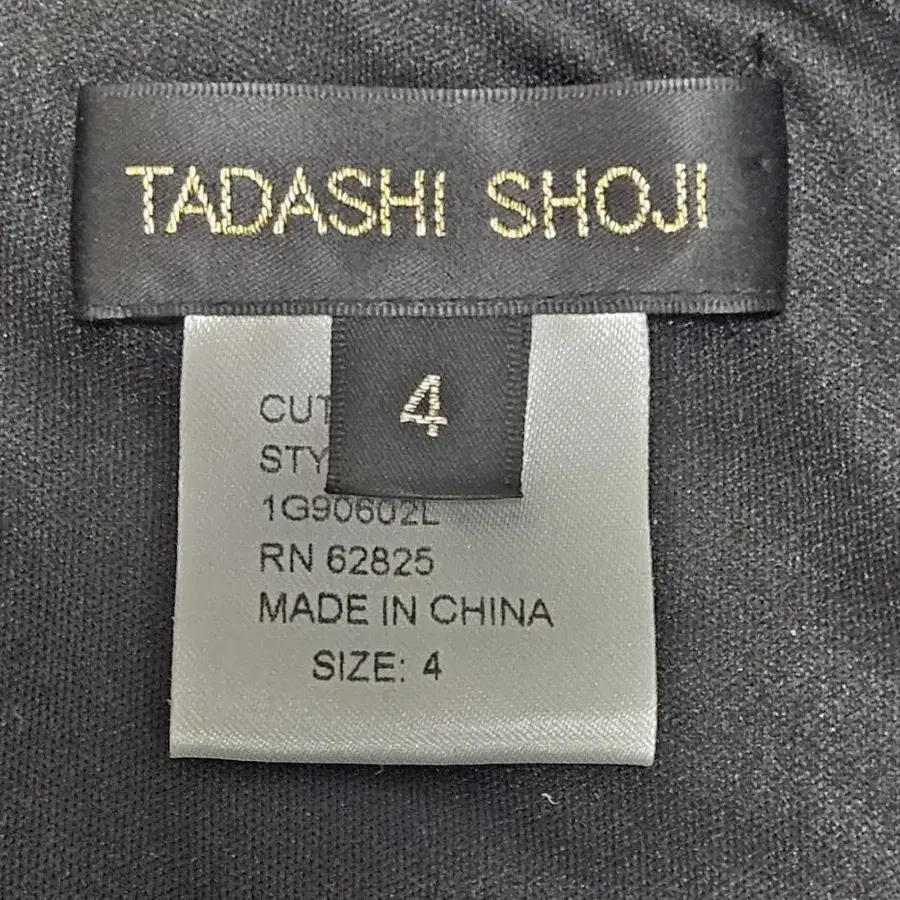 TADASHI SHOJI
4
CUT
STY
1G90602L
RN 62825
MADE IN CHINA
SIZE: 4